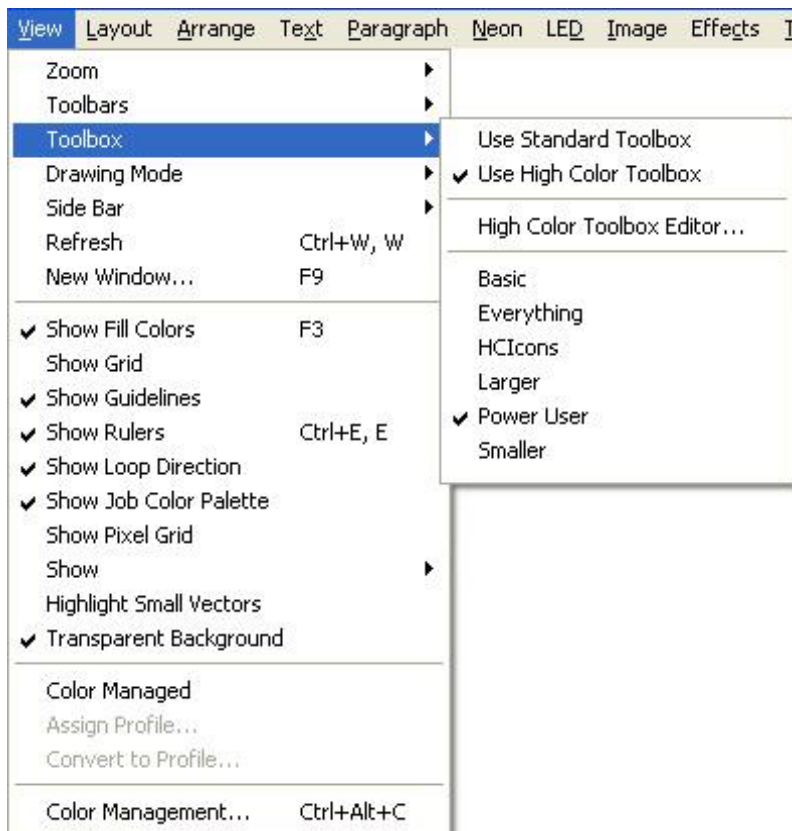 View Layout Arrange Text Paragraph Neon LED Image Effects
Zoom
Toolbars
Toolbox
Drawing Mode
Side Bar
Refresh Ctrl+W, W
New Window... F9
Show Fill Colors F3
Show Grid
Show Guidelines
Show Rulers Ctrl+E, E
Show Loop Direction
Show Job Color Palette
Show Pixel Grid
Show
Highlight Small Vectors
Transparent Background
Color Managed
Assign Profile...
Convert to Profile...
Color Management... Ctrl+Alt+C
Use Standard Toolbox
Use High Color Toolbox
High Color Toolbox Editor...
Basic
Everything
HCIcons
Larger
Power User
Smaller